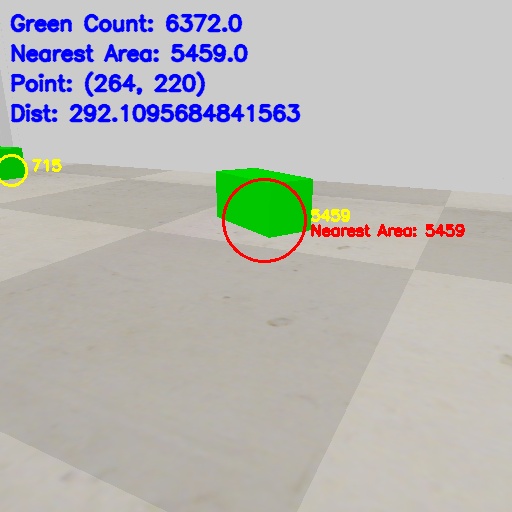 Green Count: 6372.0
Nearest Area: 5459.0
Point: (264, 220)
Dist: 292.1095684841563
715
5459
Nearest Area: 5459